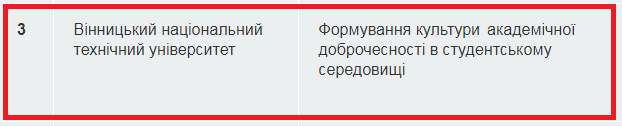 3
Вінницький національний
технічний університет
Формування культури академічної
доброчесності в студентському
середовищі